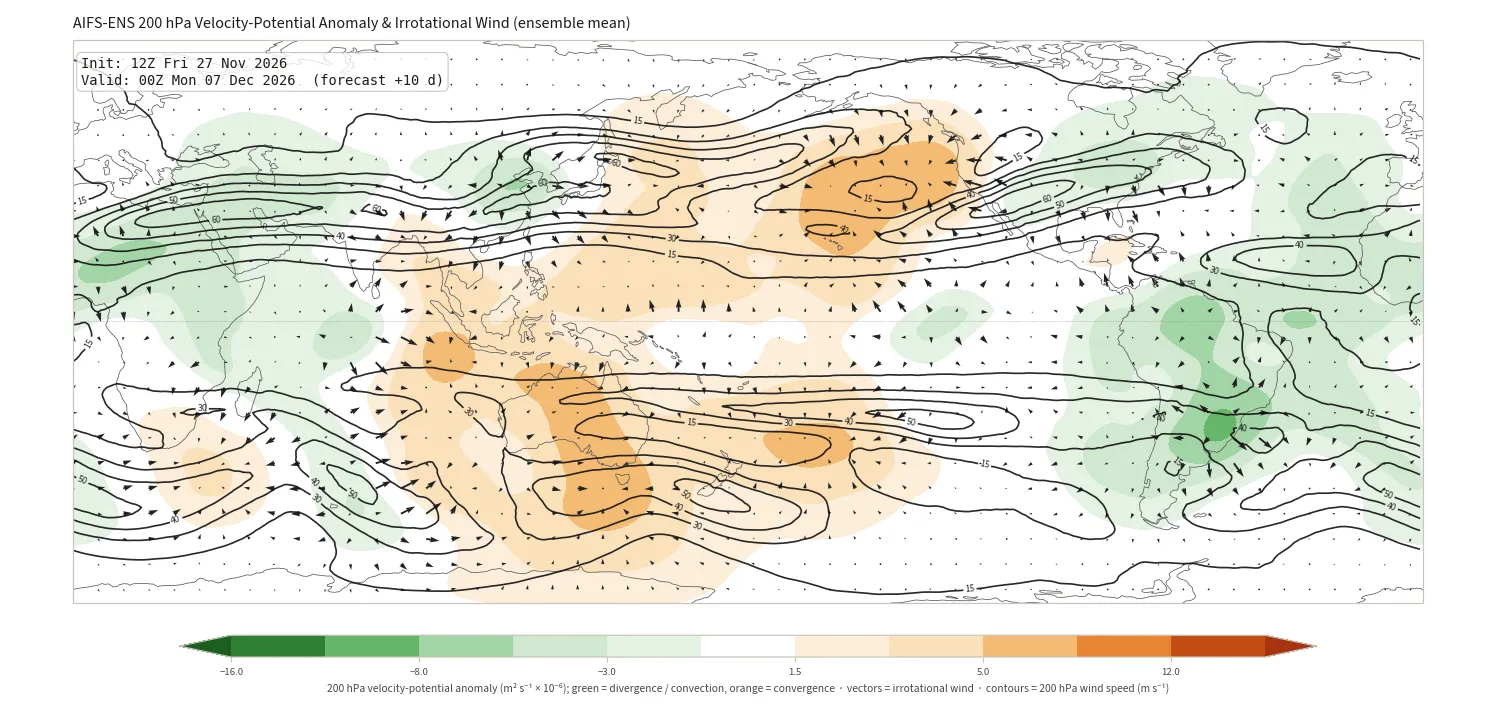 AIFS-ENS 200 hPa Velocity-Potential Anomaly & Irrotational Wind (ensemble mean)
Init: 12Z Fri 27 Nov 2026
Valid: 00Z Mon 07 Dec 2026  (forecast +10 d)
−16.0 −8.0 −3.0 1.5 5.0 12.0
200 hPa velocity-potential anomaly (m² s⁻¹ × 10⁻⁶); green = divergence / convection, orange = convergence · vectors = irrotational wind · contours = 200 hPa wind speed (m s⁻¹)